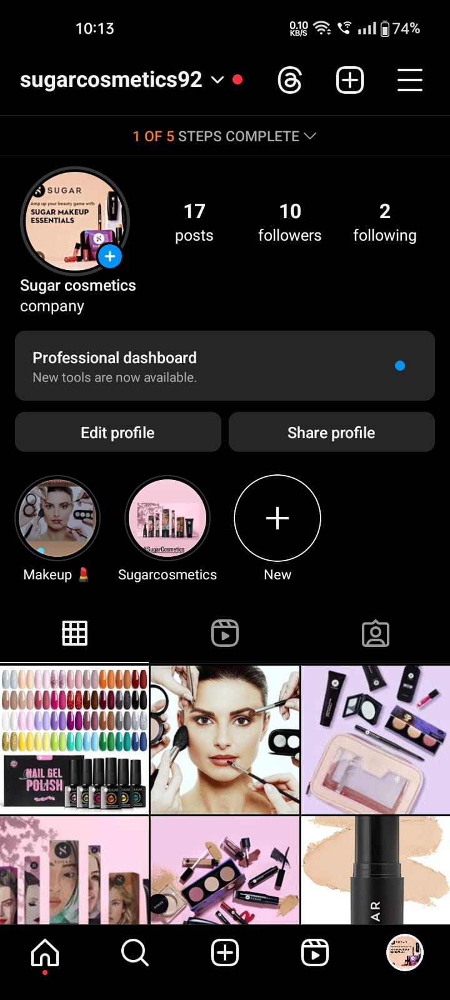 10:13
0.10
KB/S
74%
sugarcosmetics92
1 OF 5 STEPS COMPLETE
SUGAR
Amp up your beauty game with
SUGAR MAKEUP
ESSENTIALS
17
posts
10
followers
2
following
Sugar cosmetics
company
Professional dashboard
New tools are now available.
Edit profile
Share profile
#SugarCosmetics
Makeup 💄
Sugarcosmetics
New
NAIL GEL
POLISH
SUGAR
SUGAR
AR